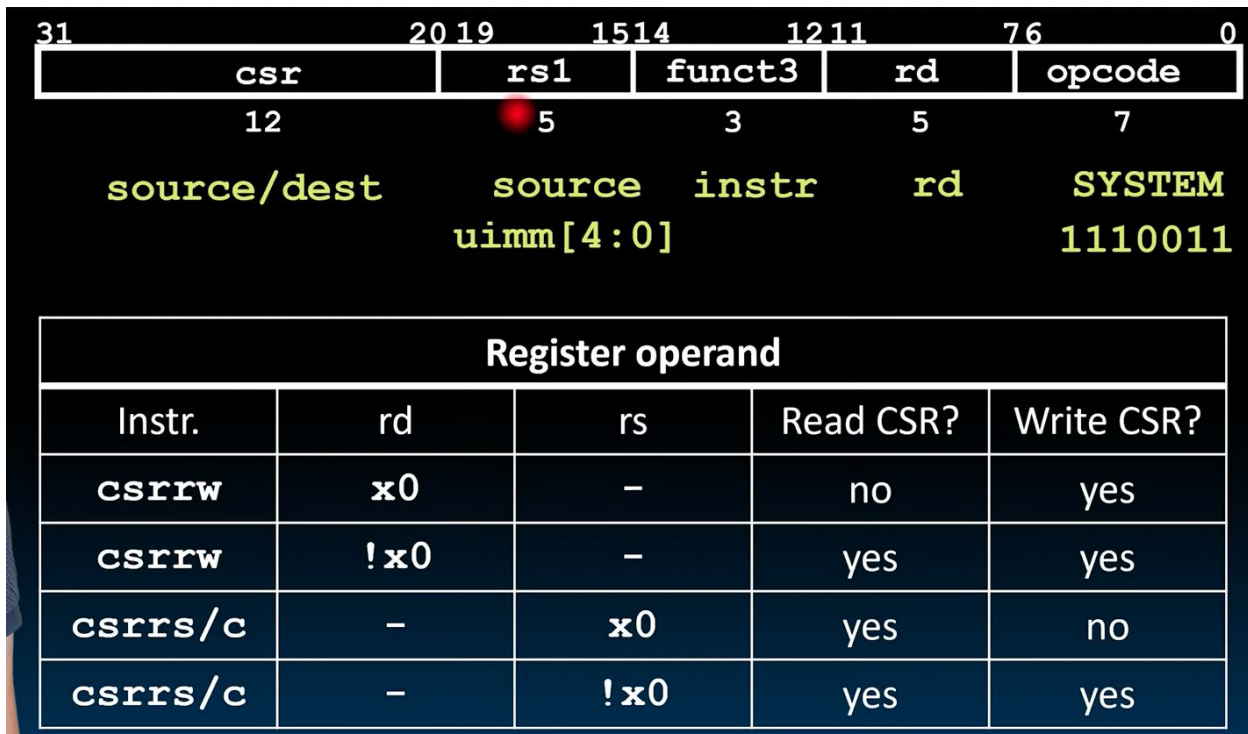 31 20 19 15 14 12 11 7 6 0
csr rs1 funct3 rd opcode
12 5 3 5 7
source/dest source instr rd SYSTEM
uimm[4:0] 1110011
Register operand
Instr. rd rs Read CSR? Write CSR?
csrrw x0 – no yes
csrrw !x0 – yes yes
csrrs/c – x0 yes no
csrrs/c – !x0 yes yes